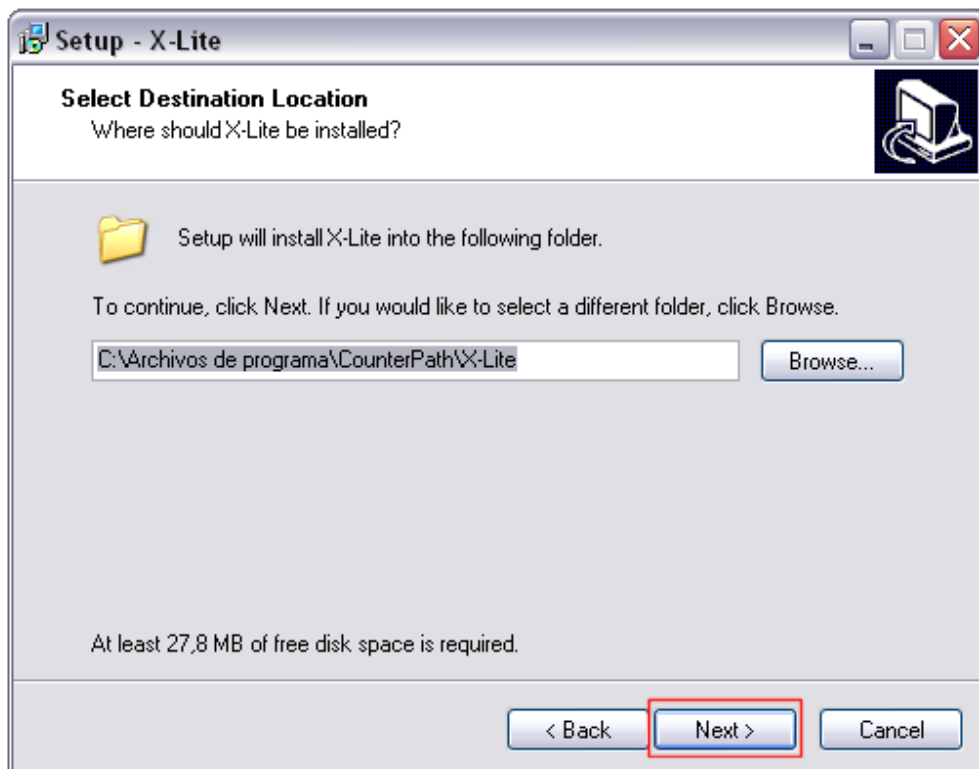 Setup - X-Lite
Select Destination Location
Where should X-Lite be installed?
Setup will install X-Lite into the following folder.
To continue, click Next. If you would like to select a different folder, click Browse.
C:\Archivos de programa\CounterPath\X-Lite
Browse...
At least 27,8 MB of free disk space is required.
< Back
Next >
Cancel